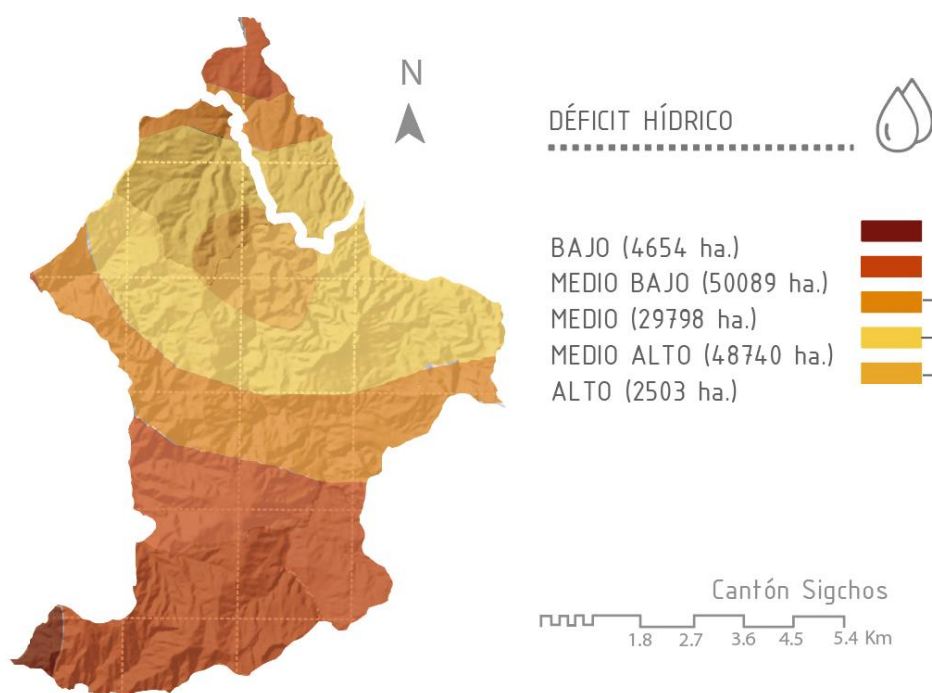 N
DÉFICIT HÍDRICO
BAJO (4654 ha.)
MEDIO BAJO (50089 ha.)
MEDIO (29798 ha.)
MEDIO ALTO (48740 ha.)
ALTO (2503 ha.)
Cantón Sigchos
1.8 2.7 3.6 4.5 5.4 Km